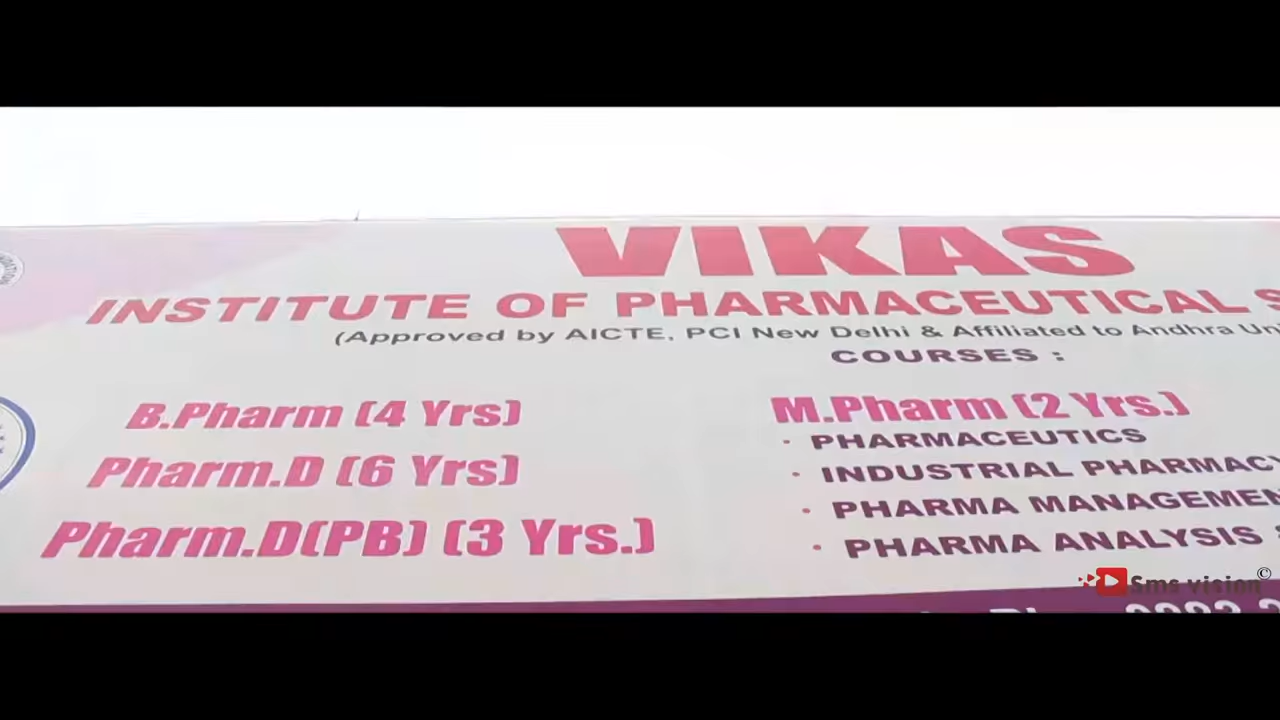 VIKAS
INSTITUTE OF PHARMACEUTICAL
(Approved by AICTE, PCI New Delhi & Affiliated to Andhra Un
COURSES :
B.Pharm (4 Yrs)
Pharm.D (6 Yrs)
Pharm.D(PB) (3 Yrs.)
M.Pharm (2 Yrs.)
· PHARMACEUTICS
· INDUSTRIAL PHARMACY
· PHARMA MANAGEMEN
· PHARMA ANALYSIS
Sms vision©